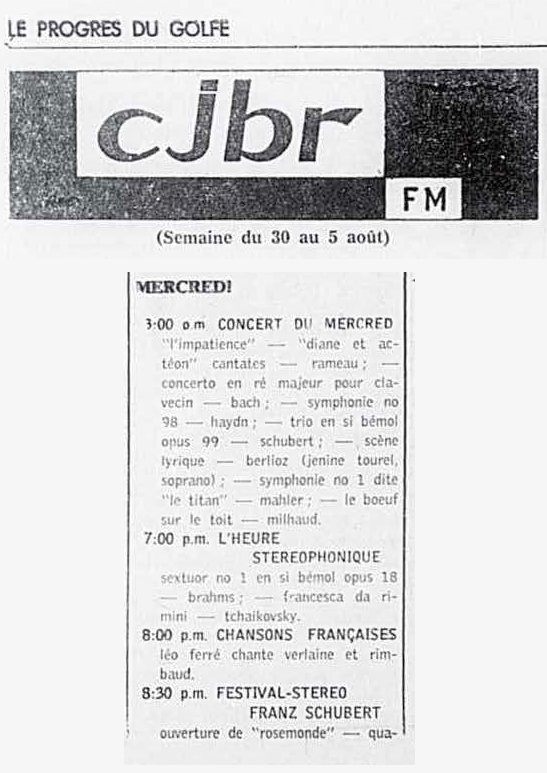 LE PROGRES DU GOLFE
cjbr
FM
(Semaine du 30 au 5 août)
MERCREDI
3:00 p.m CONCERT DU MERCRED
"l'impatience" — "diane et ac-
téon" cantates — rameau ; —
concerto en ré majeur pour cla-
vecin — bach ; — symphonie no
98 — haydn ; — trio en si bémol
opus 99 — schubert ; — scène
lyrique — berlioz (jenine tourel,
soprano) ; — symphonie no 1 dite
"le titan" — mahler ; — le boeuf
sur le toit — milhaud.
7:00 p.m. L'HEURE
STEREOPHONIQUE
sextuor no 1 en si bémol opus 18
— brahms ; — francesca da ri-
mini — tchaikovsky.
8:00 p.m. CHANSONS FRANÇAISES
léo ferré chante verlaine et rim-
baud.
8:30 p.m. FESTIVAL-STEREO
FRANZ SCHUBERT
ouverture de "rosemonde" — qua-